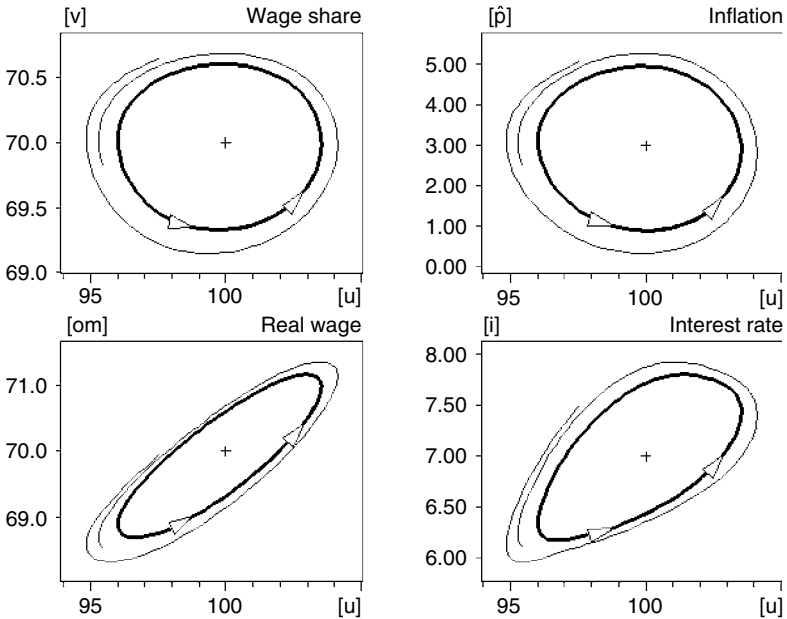 [v] Wage share
70.5
70.0
69.5
69.0
95 100 [u]
[p̂] Inflation
5.00
4.00
3.00
2.00
1.00
0.00
95 100 [u]
[om] Real wage
71.0
70.0
69.0
95 100 [u]
[i] Interest rate
8.00
7.50
7.00
6.50
6.00
95 100 [u]